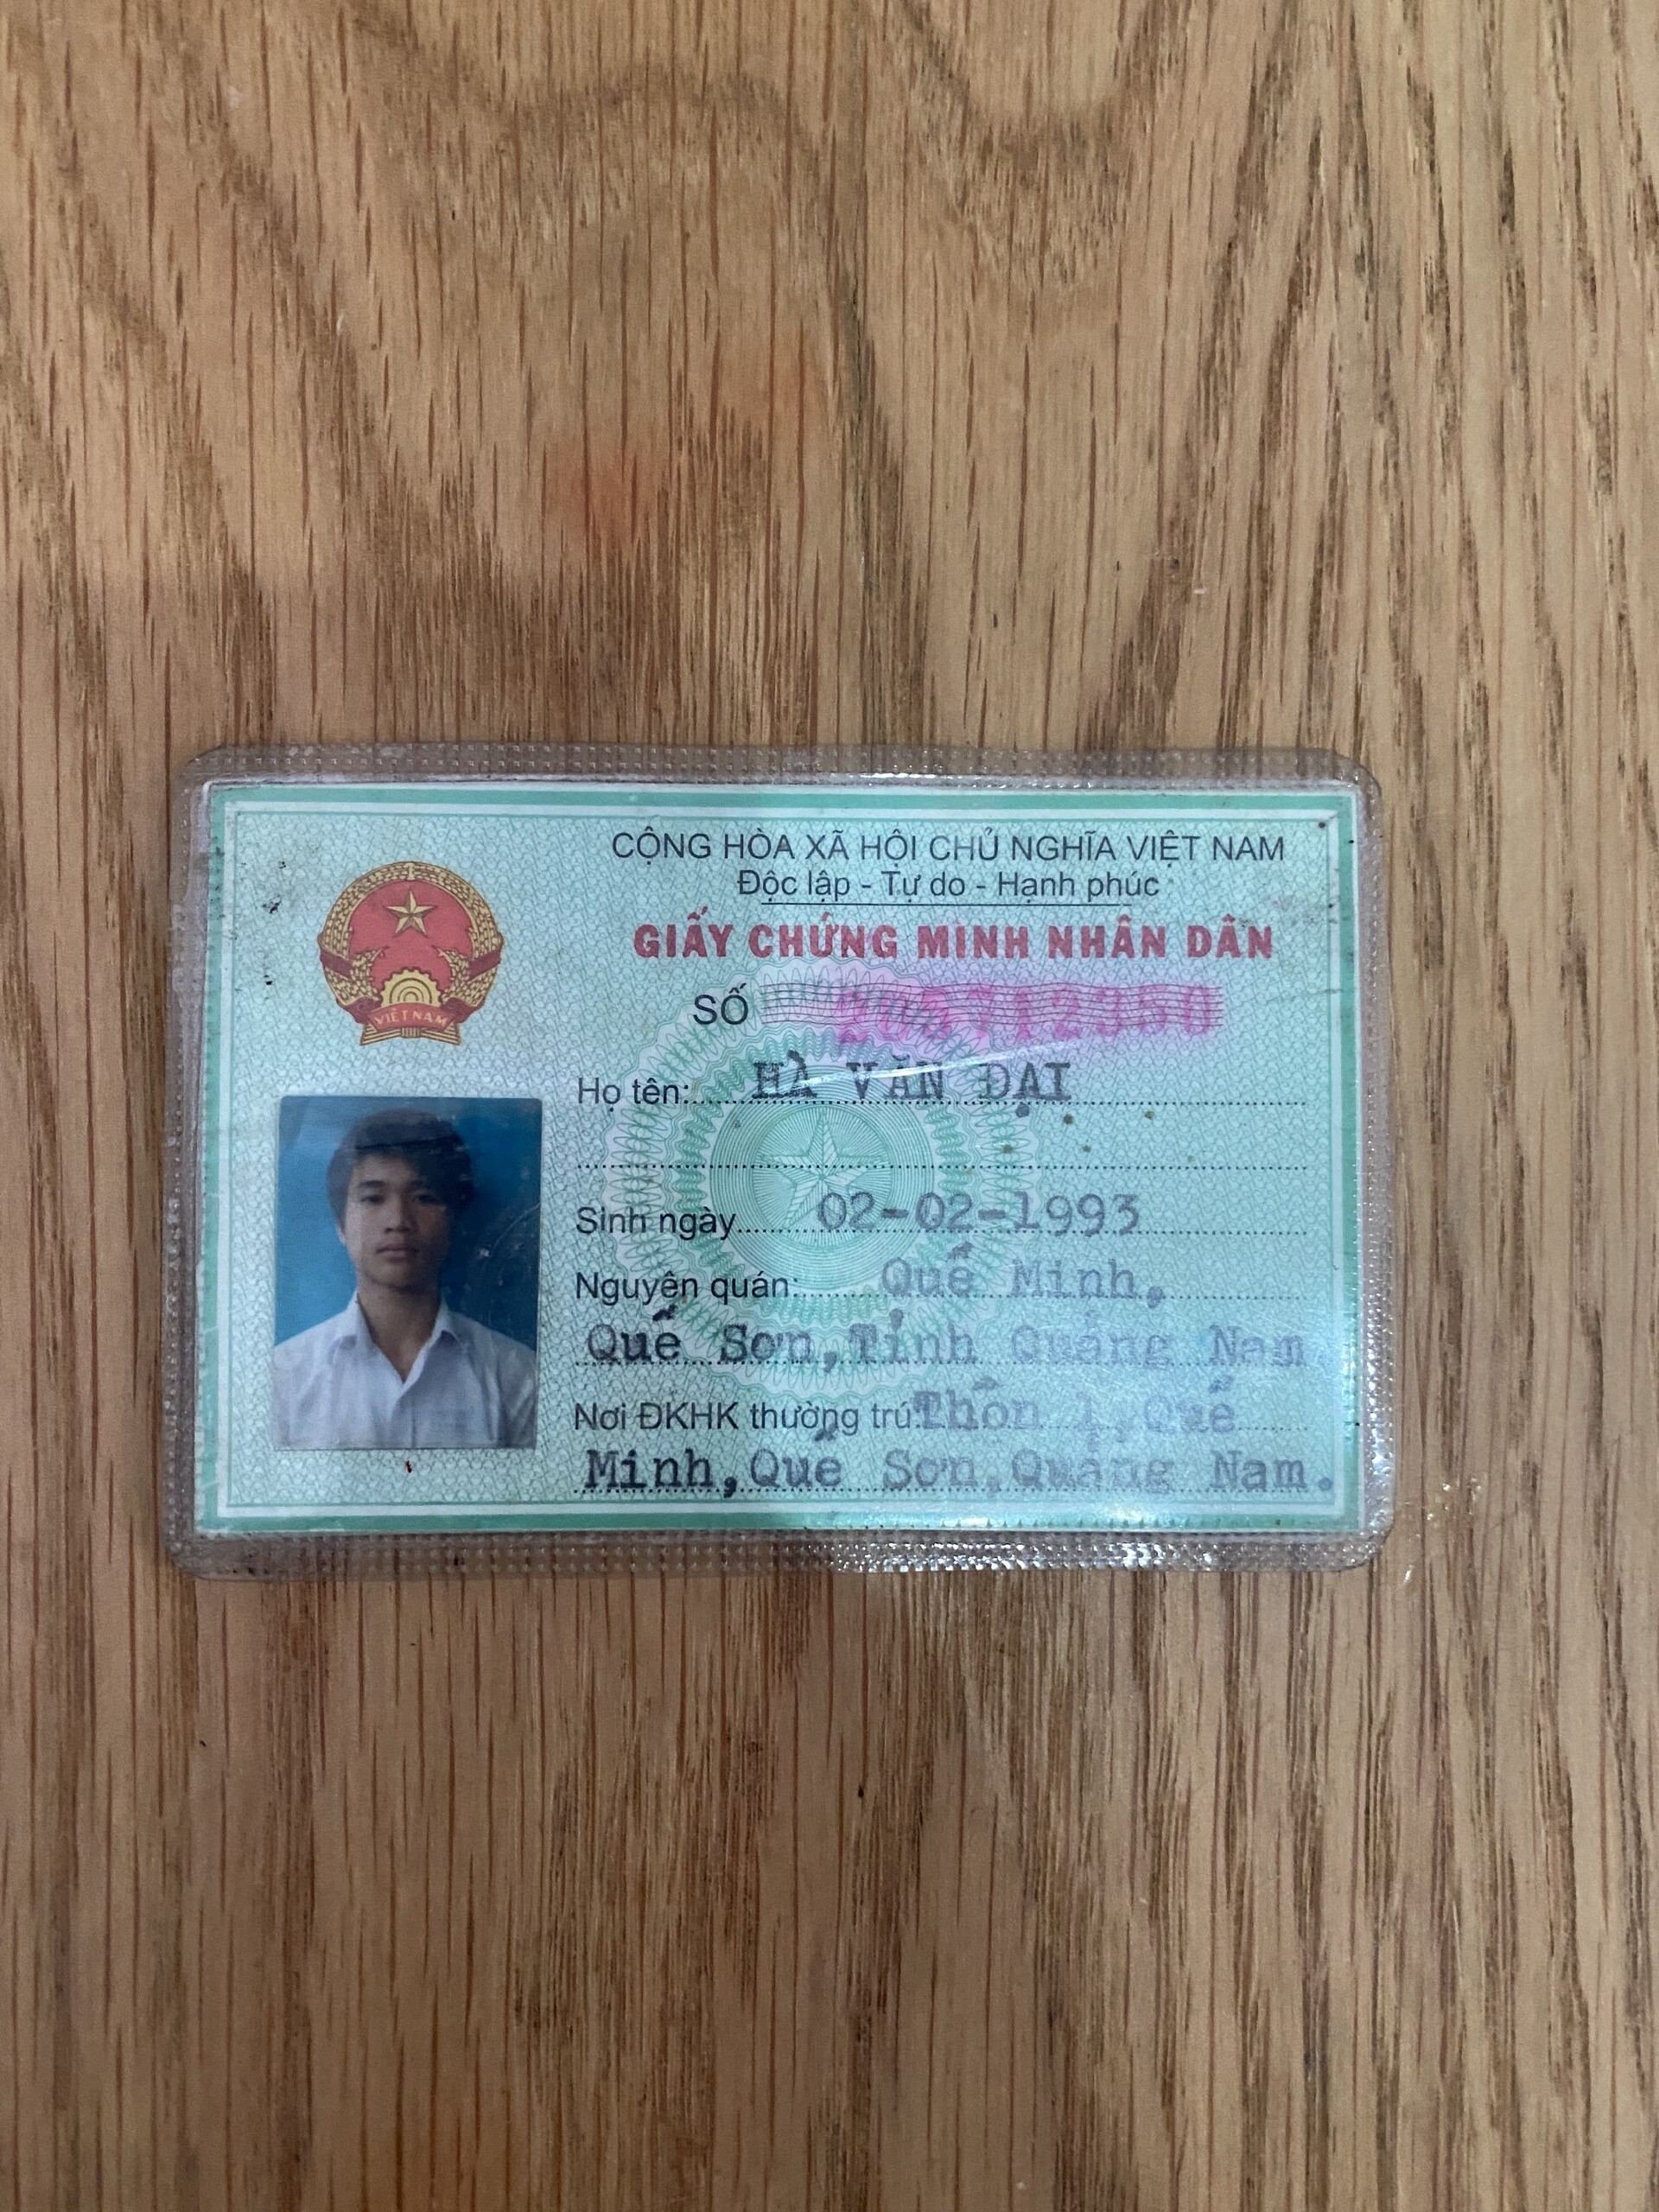 CỘNG HÒA XÃ HỘI CHỦ NGHĨA VIỆT NAM
Độc lập - Tự do - Hạnh phúc
GIẤY CHỨNG MINH NHÂN DÂN
VIỆT NAM
SỐ
Họ tên: HÀ VĂN ĐẠI
Sinh ngày 02-02-1993
Nguyên quán: Quế Minh,
Quế Sơn, Tỉnh Quảng Nam
Nơi ĐKHK thường trú: Thôn Quế
Minh, Quế Sơn, Quảng Nam.